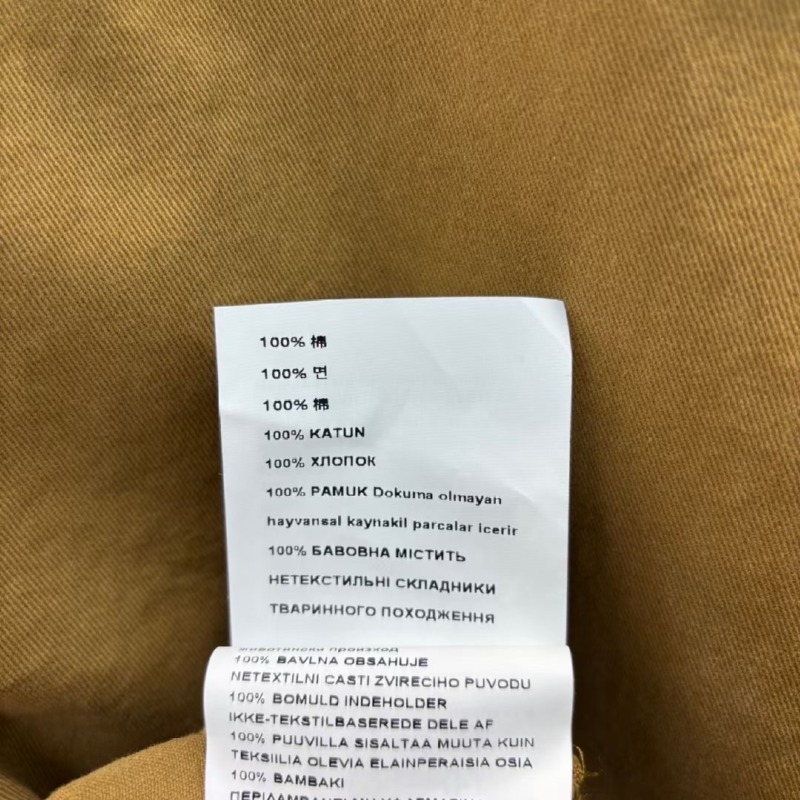 100% 棉
100% 면
100% 棉
100% KATUN
100% ХЛОПОК
100% PAMUK Dokuma olmayan
hayvansal kaynakil parcalar icerir
100% БАВОВНА МІСТИТЬ
НЕТЕКСТИЛЬНІ СКЛАДНИКИ
ТВАРИННОГО ПОХОДЖЕННЯ
животински произход
100% BAVLNA OBSAHUJE
NETEXTILNI CASTI ZVIRECIHO PUVODU
100% BOMULD INDEHOLDER
IKKE-TEKSTILBASEREDE DELE AF
100% PUUVILLA SISALTAA MUUTA KUIN
TEKSIILIA OLEVIA ELAINPERAISIA OSIA
100% BAMBAKI